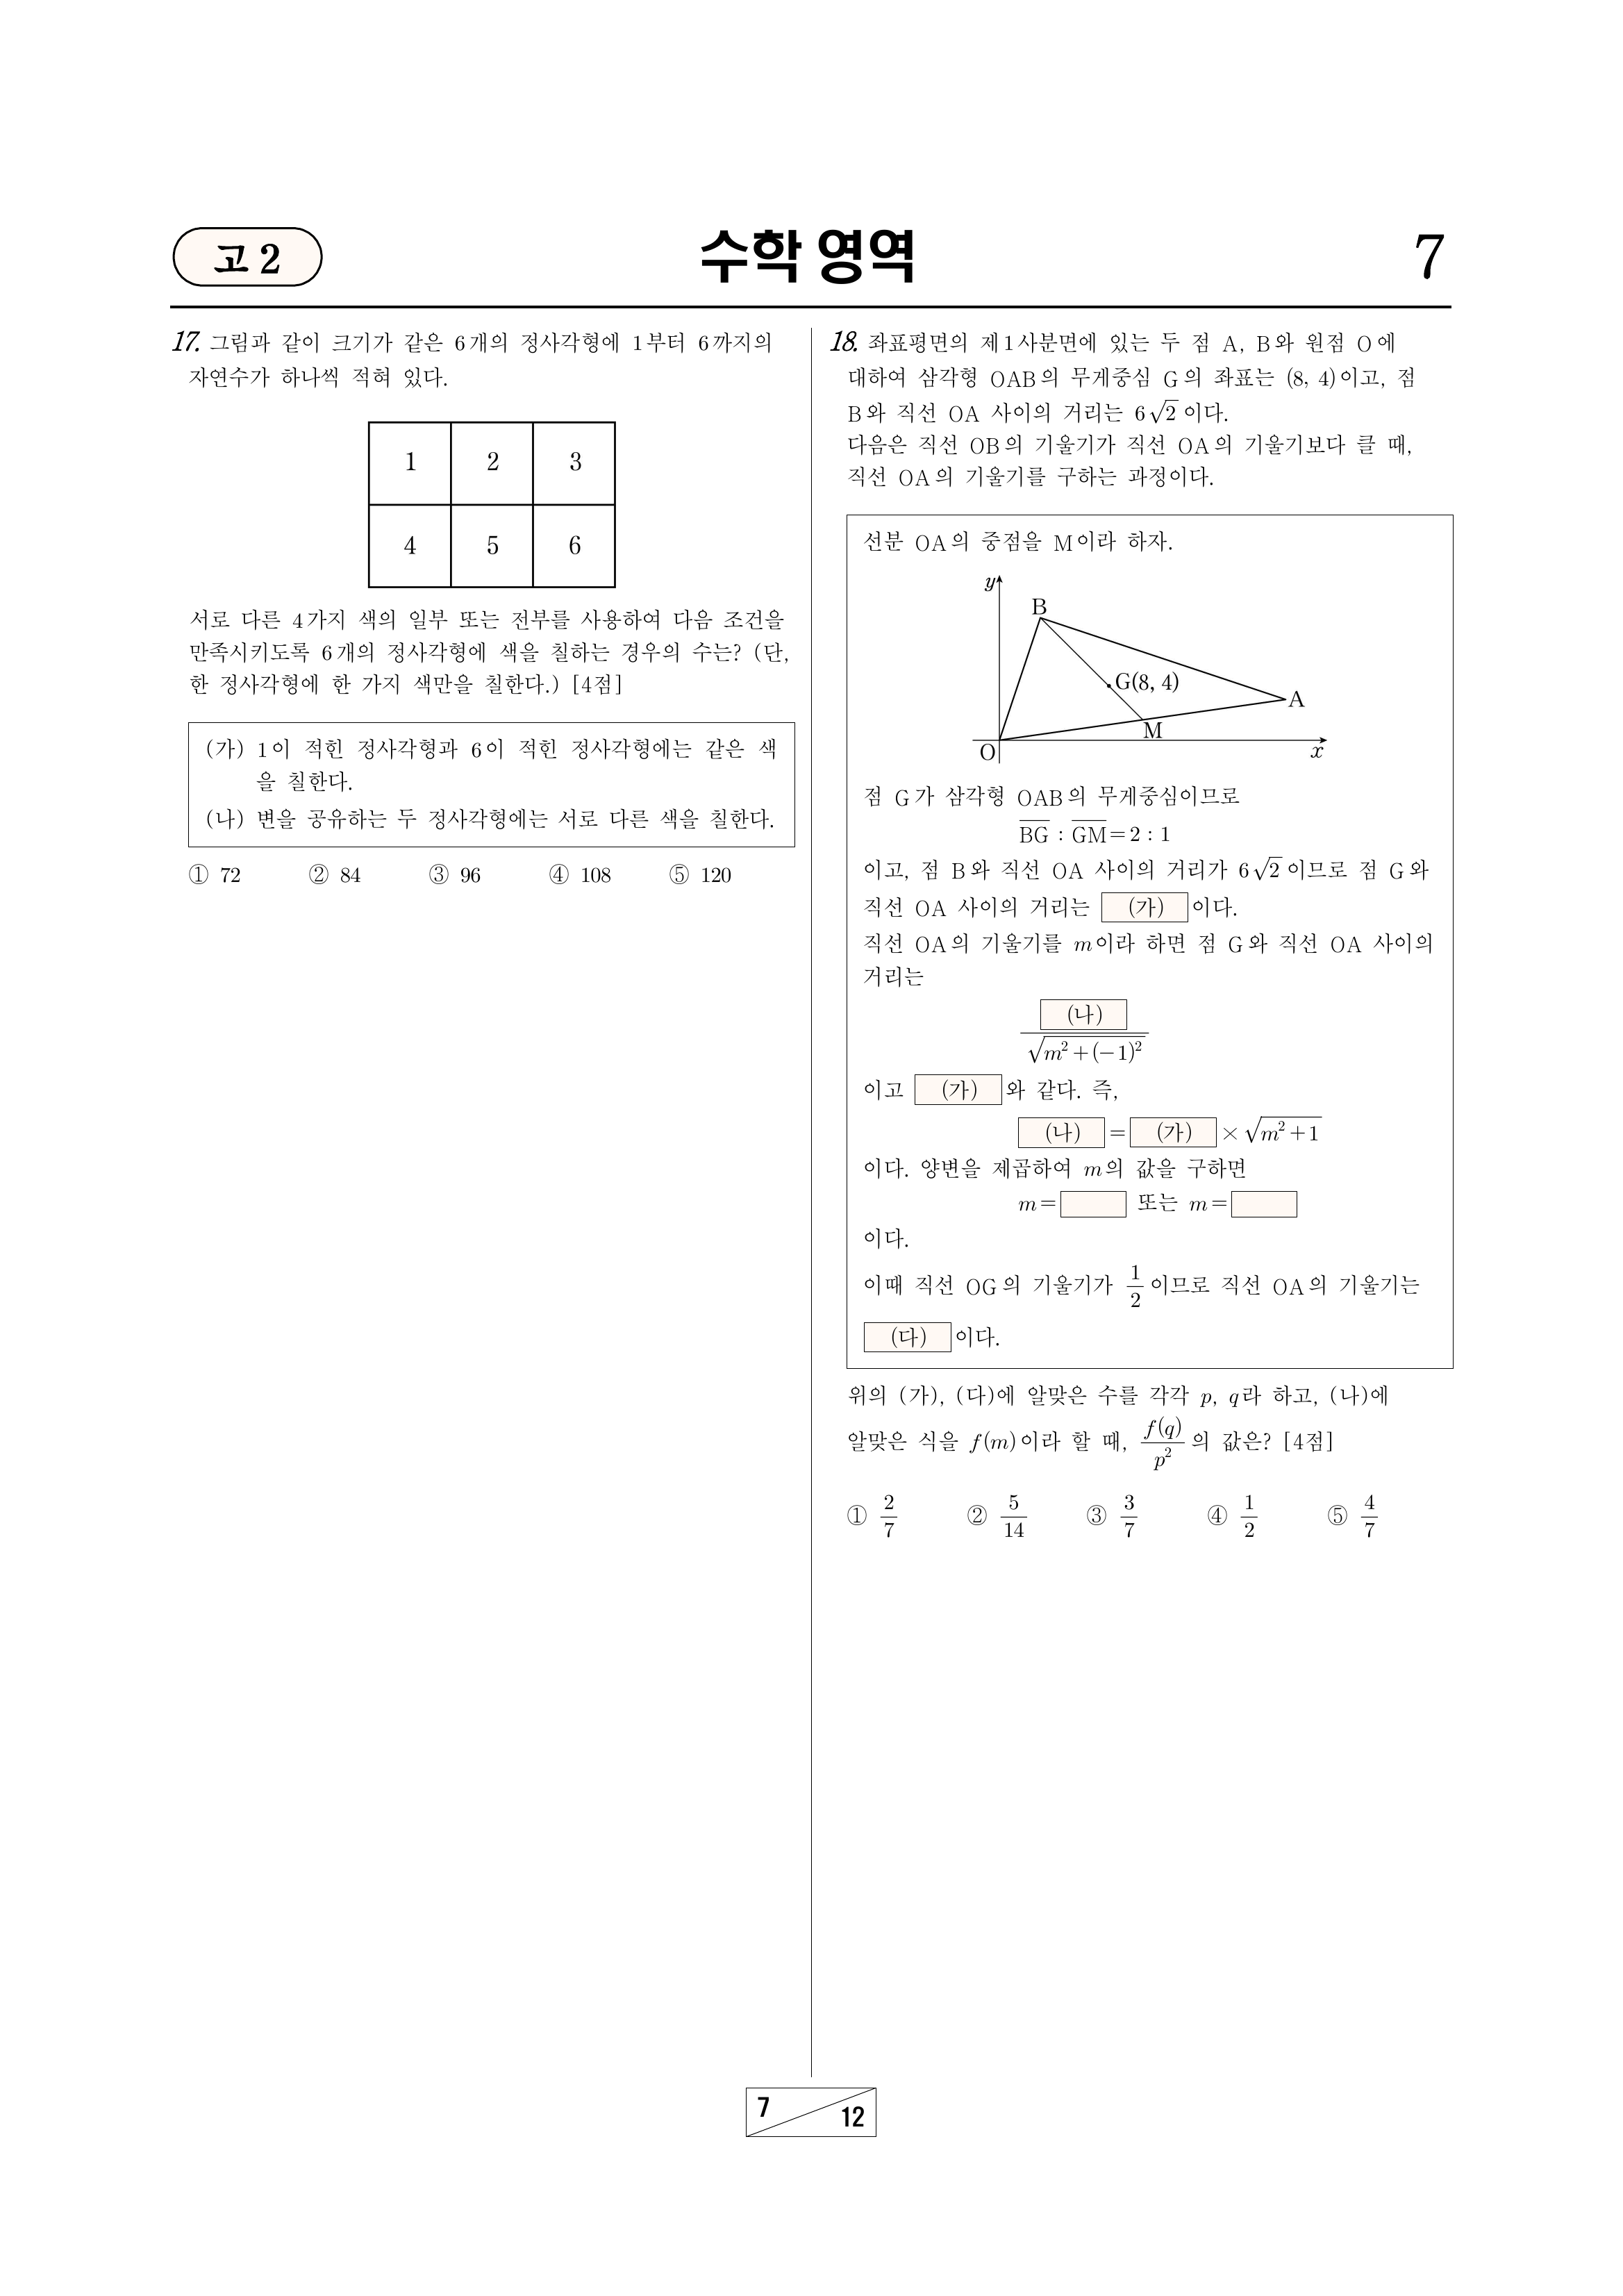 고 2
수학 영역
7
17. 그림과 같이 크기가 같은 6개의 정사각형에 1부터 6까지의
자연수가 하나씩 적혀 있다.
1 2 3
4 5 6
서로 다른 4가지 색의 일부 또는 전부를 사용하여 다음 조건을
만족시키도록 6개의 정사각형에 색을 칠하는 경우의 수는? (단,
한 정사각형에 한 가지 색만을 칠한다.) [4점]
(가) 1이 적힌 정사각형과 6이 적힌 정사각형에는 같은 색
을 칠한다.
(나) 변을 공유하는 두 정사각형에는 서로 다른 색을 칠한다.
① 72 ② 84 ③ 96 ④ 108 ⑤ 120
18. 좌표평면의 제1사분면에 있는 두 점 A, B와 원점 O에
대하여 삼각형 OAB의 무게중심 G의 좌표는 (8, 4)이고, 점
B와 직선 OA 사이의 거리는 6√2 이다.
다음은 직선 OB의 기울기가 직선 OA의 기울기보다 클 때,
직선 OA의 기울기를 구하는 과정이다.
선분 OA의 중점을 M이라 하자.
y
B
G(8, 4)
A
M
O
x
점 G가 삼각형 OAB의 무게중심이므로
BG : GM = 2 : 1
이고, 점 B와 직선 OA 사이의 거리가 6√2 이므로 점 G와
직선 OA 사이의 거리는 (가) 이다.
직선 OA의 기울기를 m이라 하면 점 G와 직선 OA 사이의
거리는
(나)
√m²+(−1)²
이고 (가) 와 같다. 즉,
(나) = (가) × √m²+1
이다. 양변을 제곱하여 m의 값을 구하면
m = 또는 m =
이다.
이때 직선 OG의 기울기가 1/2 이므로 직선 OA의 기울기는
(다) 이다.
위의 (가), (다)에 알맞은 수를 각각 p, q라 하고, (나)에
알맞은 식을 f(m)이라 할 때, f(q)/p² 의 값은? [4점]
① 2/7 ② 5/14 ③ 3/7 ④ 1/2 ⑤ 4/7
7
12